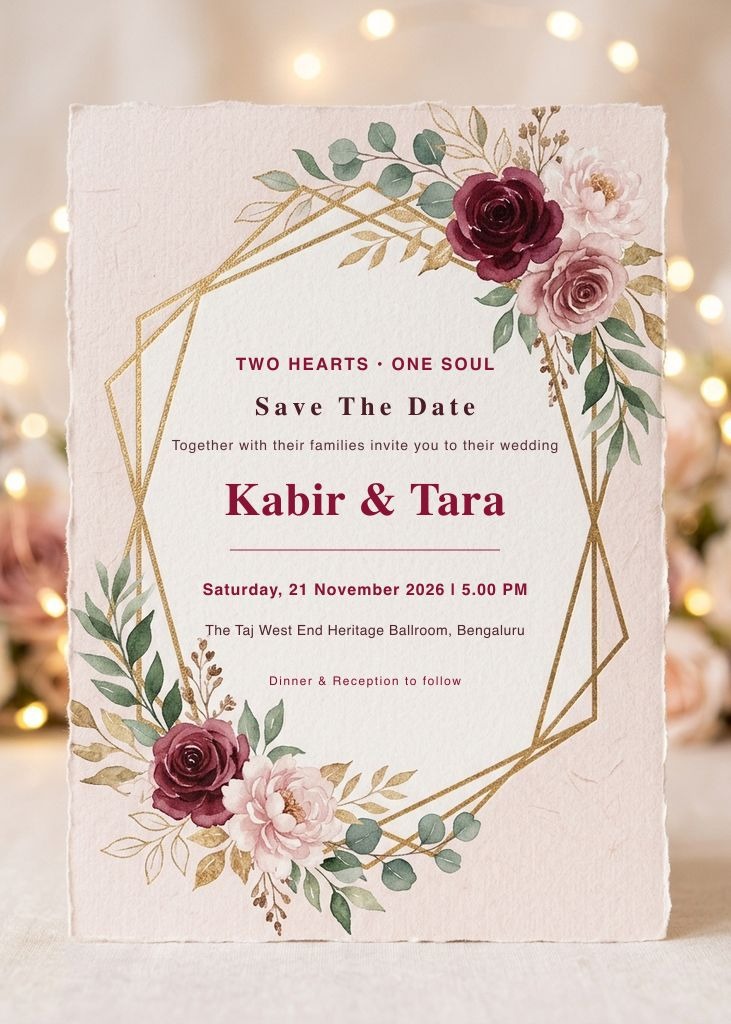 TWO HEARTS • ONE SOUL
Save The Date
Together with their families invite you to their wedding
Kabir & Tara
Saturday, 21 November 2026 | 5.00 PM
The Taj West End Heritage Ballroom, Bengaluru
Dinner & Reception to follow